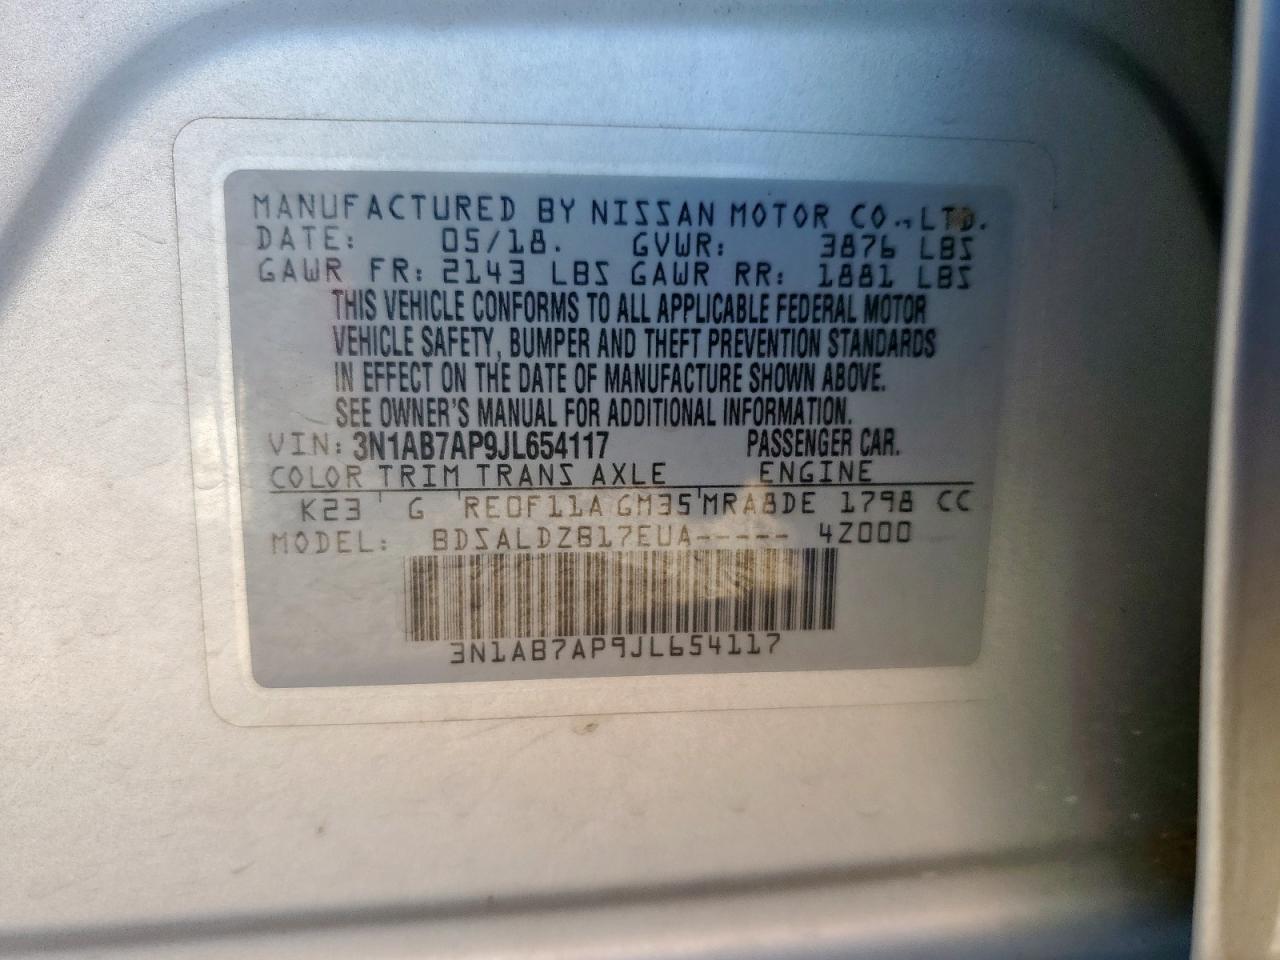 MANUFACTURED BY NISSAN MOTOR CO., LTD.
DATE: 05/18. GVWR: 3876 LBS
GAWR FR: 2143 LBS GAWR RR: 1881 LBS
THIS VEHICLE CONFORMS TO ALL APPLICABLE FEDERAL MOTOR
VEHICLE SAFETY, BUMPER AND THEFT PREVENTION STANDARDS
IN EFFECT ON THE DATE OF MANUFACTURE SHOWN ABOVE.
SEE OWNER'S MANUAL FOR ADDITIONAL INFORMATION.
VIN: 3N1AB7AP9JL654117 PASSENGER CAR.
COLOR TRIM TRANS AXLE ENGINE
K23 G RE0F11A GM35 MRA8DE 1798 CC
MODEL: BDSALDZB17EUA----- 4Z000
3N1AB7AP9JL654117